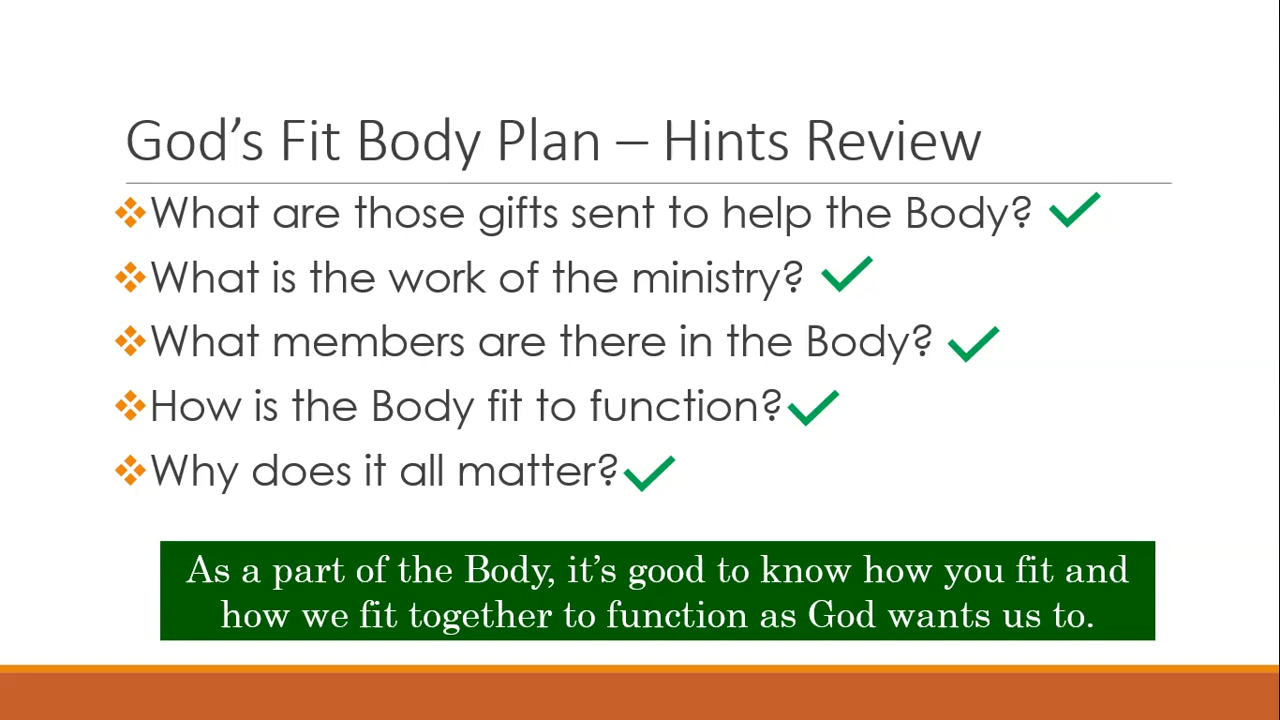 God’s Fit Body Plan – Hints Review
What are those gifts sent to help the Body?
What is the work of the ministry?
What members are there in the Body?
How is the Body fit to function?
Why does it all matter?
As a part of the Body, it’s good to know how you fit and
how we fit together to function as God wants us to.